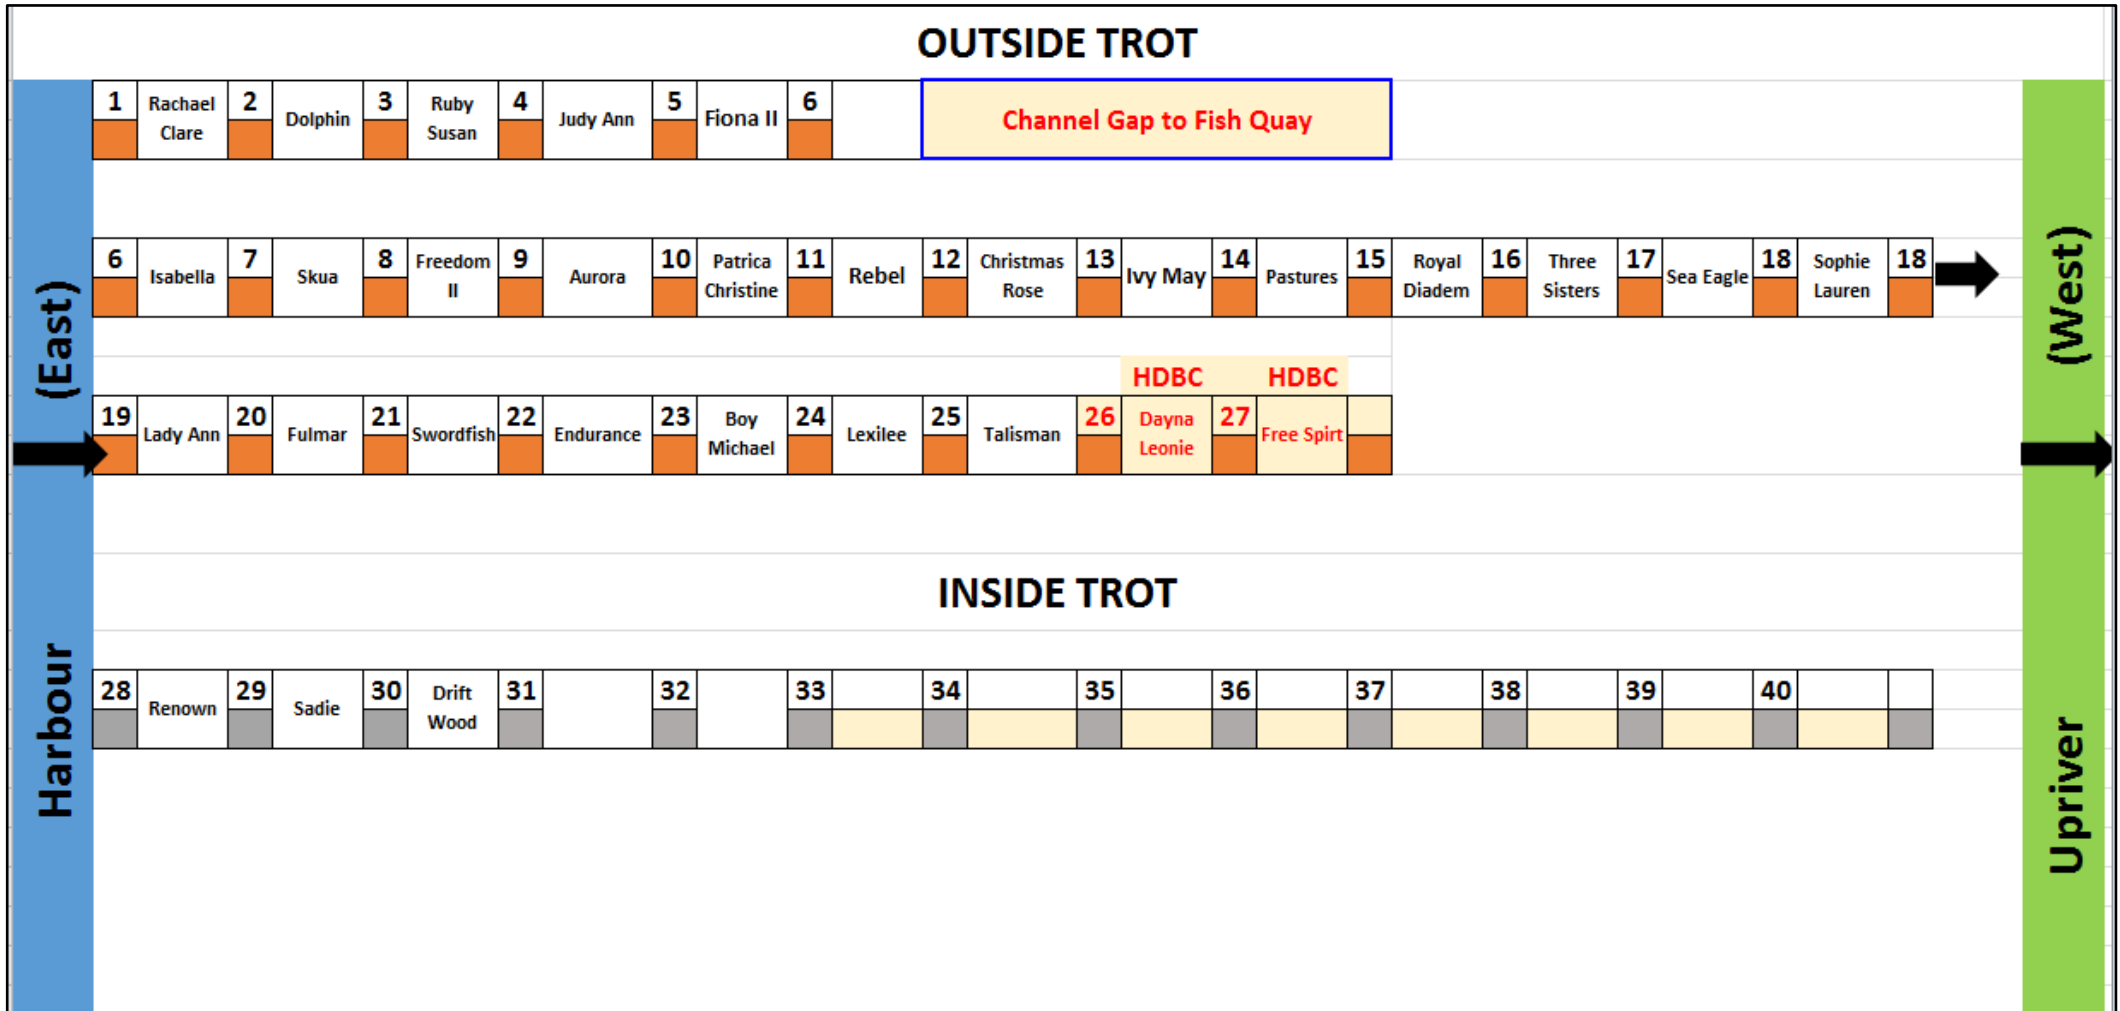 OUTSIDE TROT
1 Rachael Clare 2 Dolphin 3 Ruby Susan 4 Judy Ann 5 Fiona II 6
Channel Gap to Fish Quay
6 Isabella 7 Skua 8 Freedom II 9 Aurora 10 Patrica Christine 11 Rebel 12 Christmas Rose 13 Ivy May 14 Pastures 15 Royal Diadem 16 Three Sisters 17 Sea Eagle 18 Sophie Lauren 18
HDBC HDBC
19 Lady Ann 20 Fulmar 21 Swordfish 22 Endurance 23 Boy Michael 24 Lexilee 25 Talisman 26 Dayna Leonie 27 Free Spirt
INSIDE TROT
28 Renown 29 Sadie 30 Drift Wood 31 32 33 34 35 36 37 38 39 40
Harbour (East)
Upriver (West)